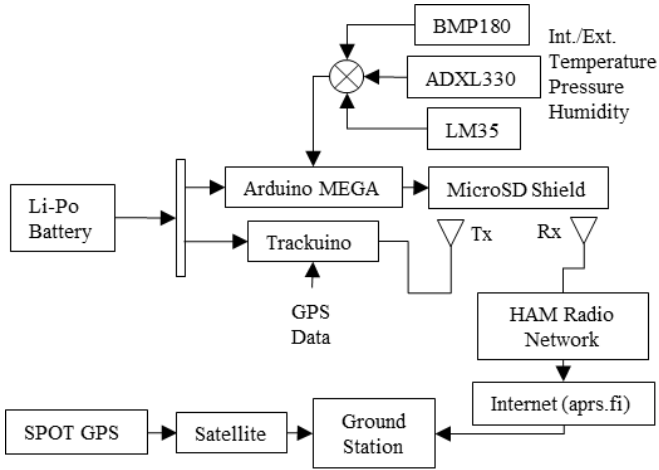 BMP180
Int./Ext.
Temperature
Pressure
Humidity
ADXL330
LM35
Arduino MEGA
MicroSD Shield
Li-Po
Battery
Trackuino
Tx
Rx
GPS
Data
HAM Radio
Network
Internet (aprs.fi)
SPOT GPS
Satellite
Ground
Station